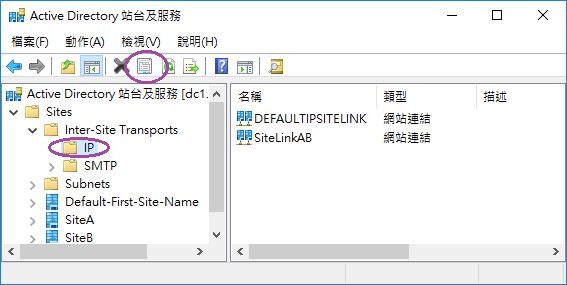 Active Directory 站台及服務
檔案(F) 動作(A) 檢視(V) 說明(H)
Active Directory 站台及服務 [dc1.
Sites
Inter-Site Transports
IP
SMTP
Subnets
Default-First-Site-Name
SiteA
SiteB
名稱 類型 描述
DEFAULTIPSITELINK 網站連結
SiteLinkAB 網站連結